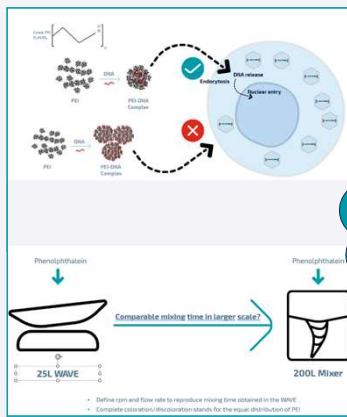 DNA
PEI
PEI-DNA
Complex
Endocytosis
DNA release
Nuclear entry
DNA
PEI
PEI-DNA
Complex
Phenolphthalein
Phenolphthalein
Comparable mixing time in larger scale?
25L WAVE
200L Mixer
• Define rpm and flow rate to reproduce mixing time obtained in the WAVE
• Complete coloration/discoloration stands for the equal distribution of PEI